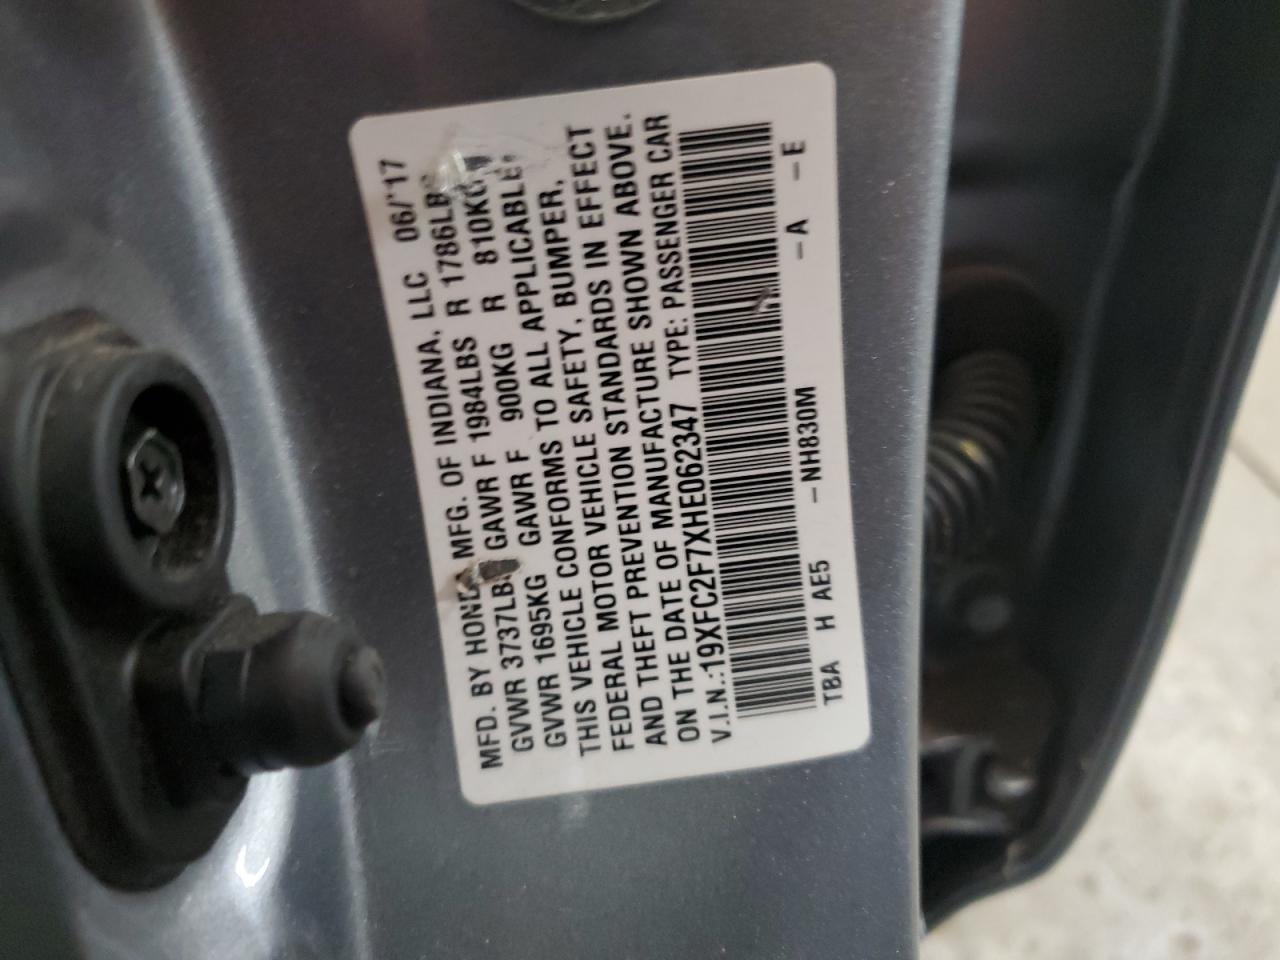 MFD. BY HONDA MFG. OF INDIANA, LLC 06/'17
GVWR 3737LBS GAWR F 1984LBS R 1786LBS
GVWR 1695KG GAWR F 900KG R 810KG
THIS VEHICLE CONFORMS TO ALL APPLICABLE
FEDERAL MOTOR VEHICLE SAFETY, BUMPER,
AND THEFT PREVENTION STANDARDS IN EFFECT
ON THE DATE OF MANUFACTURE SHOWN ABOVE.
V.I.N.:19XFC2F7XHE062347 TYPE: PASSENGER CAR
TBA H AE5 -NH830M -A -E